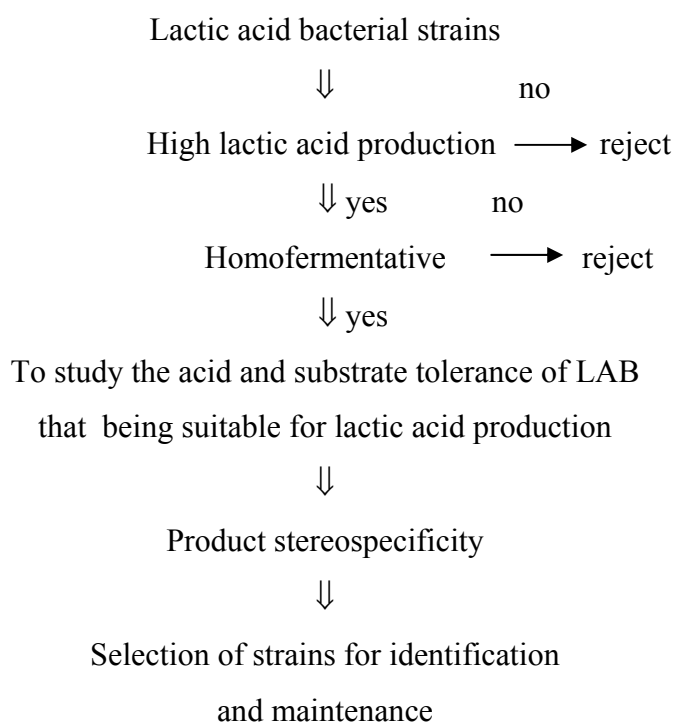 Lactic acid bacterial strains
⇓ no
High lactic acid production → reject
⇓ yes no
Homofermentative → reject
⇓ yes
To study the acid and substrate tolerance of LAB
that being suitable for lactic acid production
⇓
Product stereospecificity
⇓
Selection of strains for identification
and maintenance